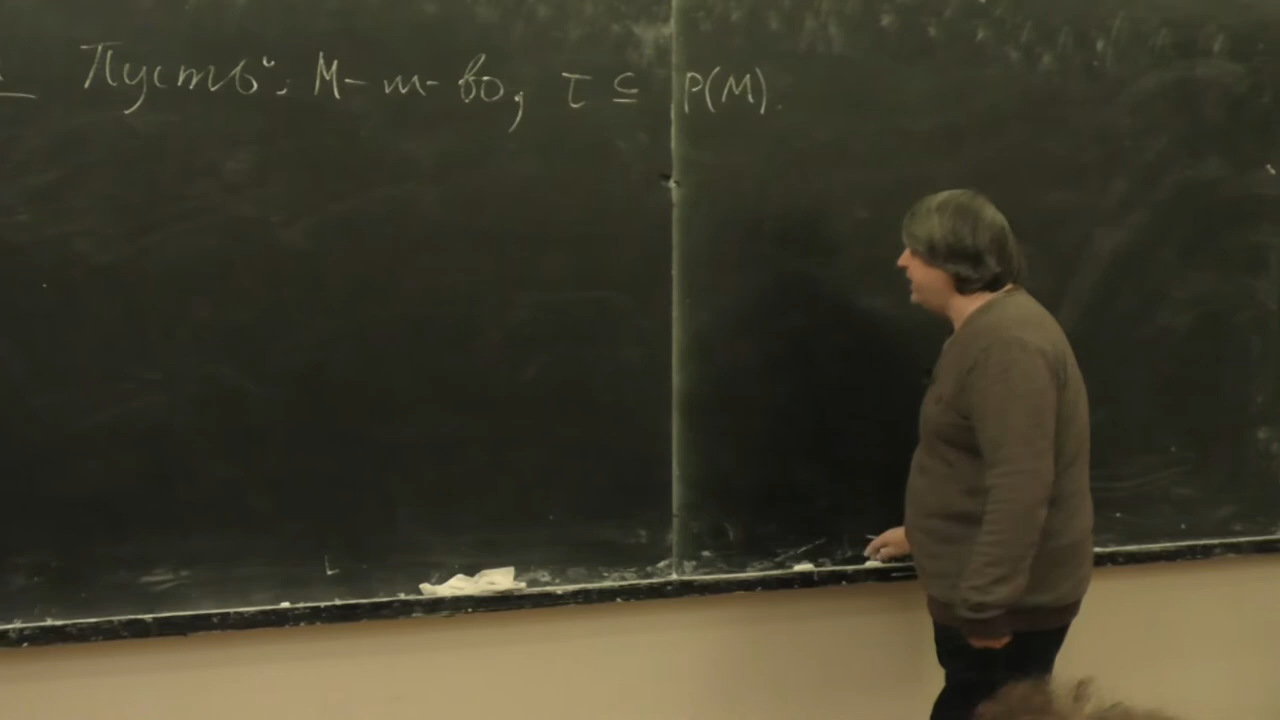 Пусть: M - m-во, τ ⊆ P(M).